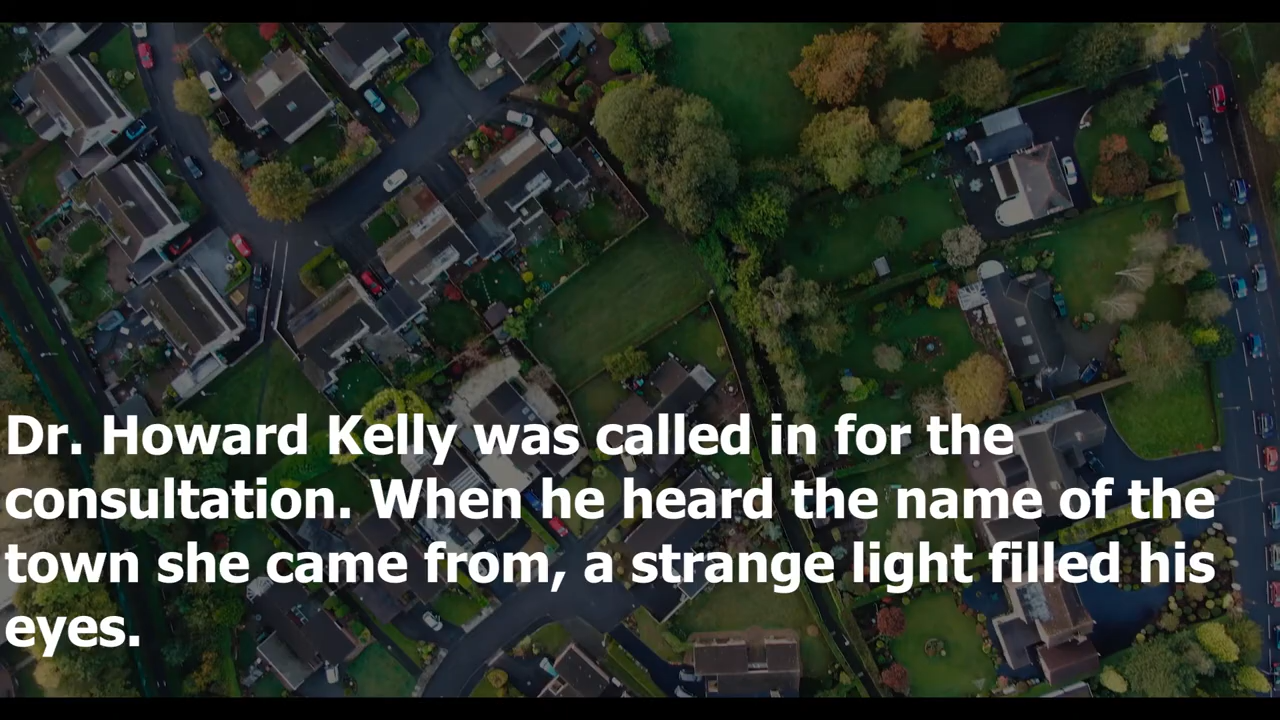 Dr. Howard Kelly was called in for the
consultation. When he heard the name of the
town she came from, a strange light filled his
eyes.